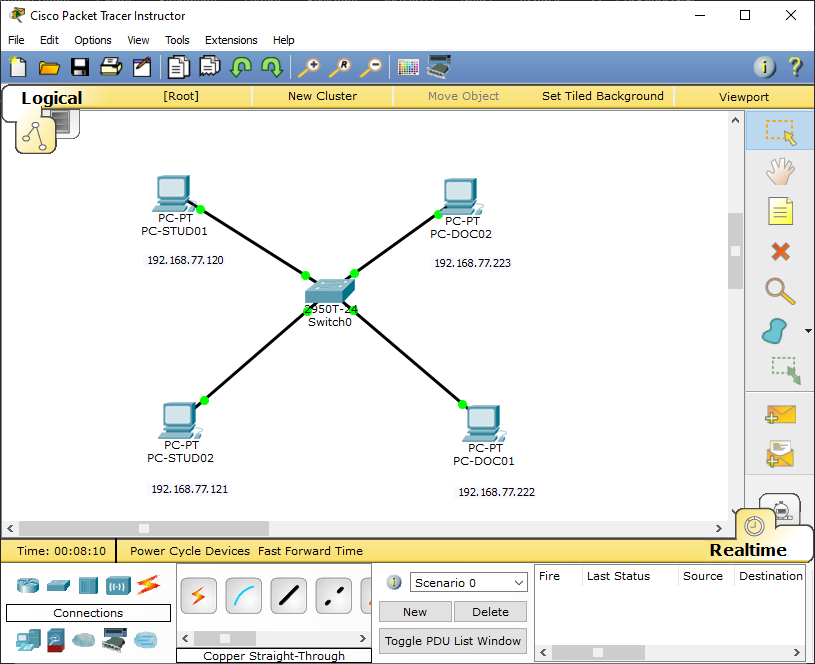 Cisco Packet Tracer Instructor
File Edit Options View Tools Extensions Help
Logical [Root] New Cluster Move Object Set Tiled Background Viewport
PC-PT
PC-STUD01
192.168.77.120
PC-PT
PC-DOC02
192.168.77.223
2950T-24
Switch0
PC-PT
PC-STUD02
192.168.77.121
PC-PT
PC-DOC01
192.168.77.222
Time: 00:08:10 Power Cycle Devices Fast Forward Time
Realtime
Connections
Copper Straight-Through
Scenario 0
New Delete
Toggle PDU List Window
Fire Last Status Source Destination